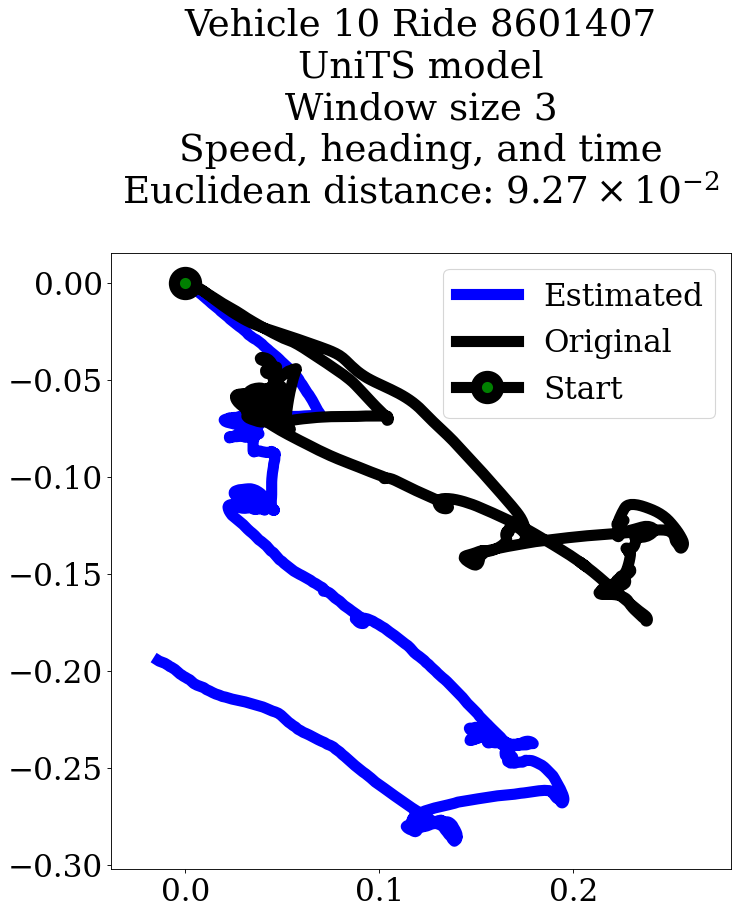 Vehicle 10 Ride 8601407
UniTS model
Window size 3
Speed, heading, and time
Euclidean distance: 9.27 × 10⁻²
Estimated
Original
Start
0.00
−0.05
−0.10
−0.15
−0.20
−0.25
−0.30
0.0 0.1 0.2